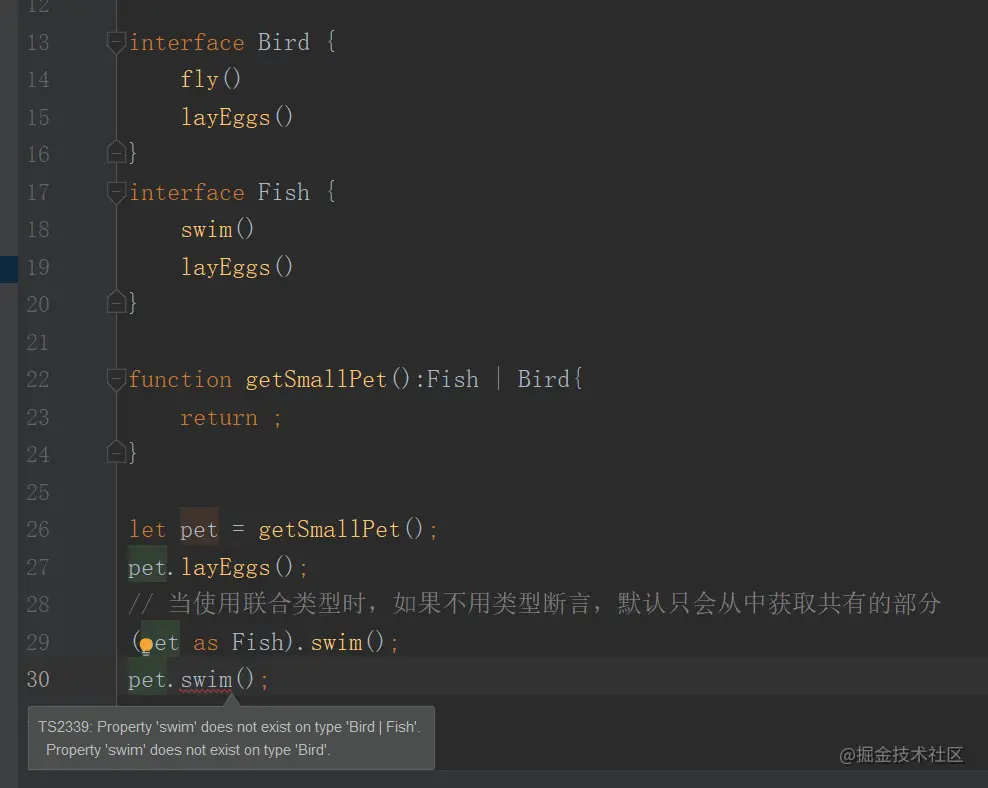 12
13 interface Bird {
14 fly()
15 layEggs()
16 }
17 interface Fish {
18 swim()
19 layEggs()
20 }
21
22 function getSmallPet():Fish | Bird{
23 return ;
24 }
25
26 let pet = getSmallPet();
27 pet.layEggs();
28 // 当使用联合类型时，如果不用类型断言，默认只会从中获取共有的部分
29 (pet as Fish).swim();
30 pet.swim();
TS2339: Property 'swim' does not exist on type 'Bird | Fish'.
Property 'swim' does not exist on type 'Bird'.
@掘金技术社区